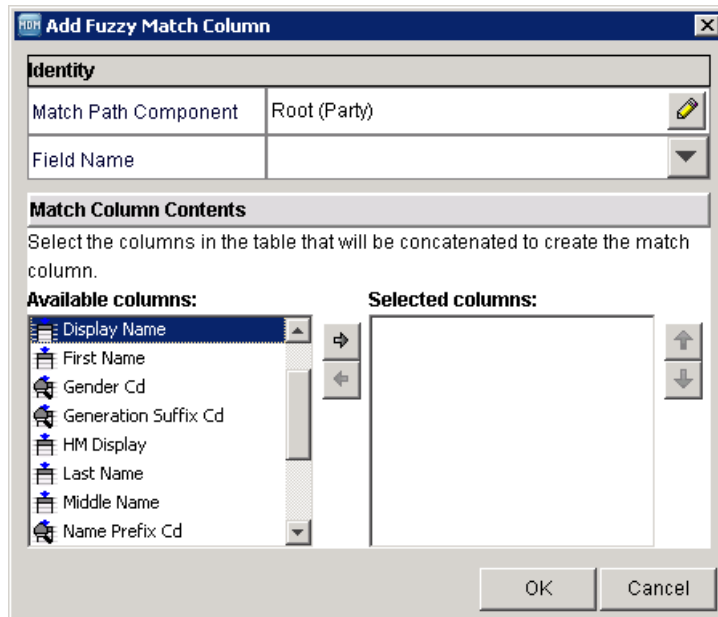 MDM Add Fuzzy Match Column
Identity
Match Path Component Root (Party)
Field Name
Match Column Contents
Select the columns in the table that will be concatenated to create the match
column.
Available columns: Selected columns:
Display Name
First Name
Gender Cd
Generation Suffix Cd
HM Display
Last Name
Middle Name
Name Prefix Cd
OK Cancel